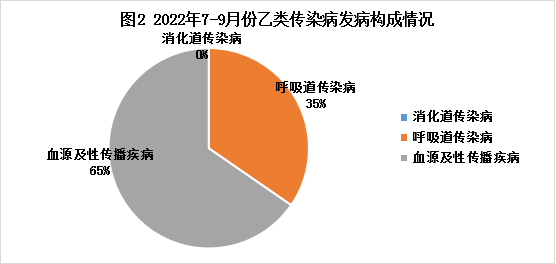 图2 2022年7-9月份乙类传染病发病构成情况
消化道传染病
0%
呼吸道传染病
35%
血源及性传播疾病
65%
消化道传染病
呼吸道传染病
血源及性传播疾病